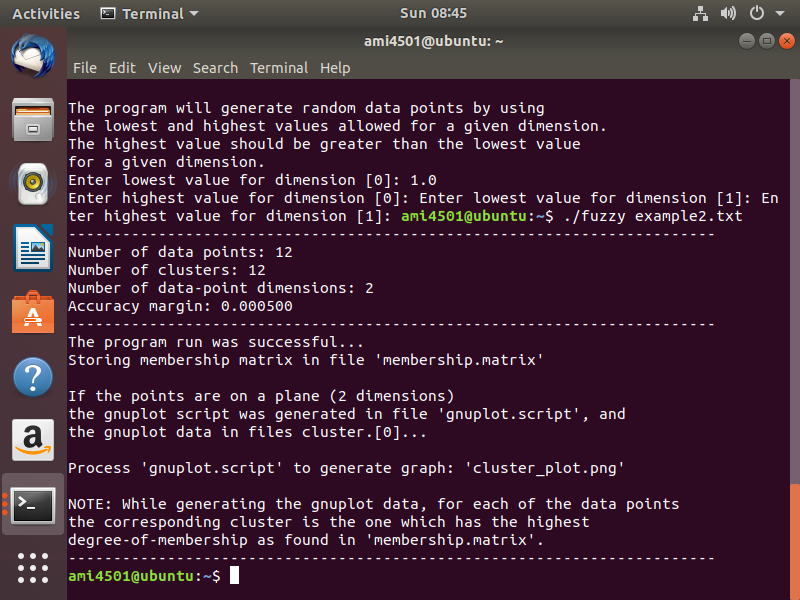 Activities Terminal Sun 08:45
ami4501@ubuntu: ~
File Edit View Search Terminal Help
The program will generate random data points by using
the lowest and highest values allowed for a given dimension.
The highest value should be greater than the lowest value
for a given dimension.
Enter lowest value for dimension [0]: 1.0
Enter highest value for dimension [0]: Enter lowest value for dimension [1]: En
ter highest value for dimension [1]: ami4501@ubuntu:~$ ./fuzzy example2.txt
------------------------------------------------------------------------
Number of data points: 12
Number of clusters: 12
Number of data-point dimensions: 2
Accuracy margin: 0.000500
------------------------------------------------------------------------
The program run was successful...
Storing membership matrix in file 'membership.matrix'
If the points are on a plane (2 dimensions)
the gnuplot script was generated in file 'gnuplot.script', and
the gnuplot data in files cluster.[0]...
Process 'gnuplot.script' to generate graph: 'cluster_plot.png'
NOTE: While generating the gnuplot data, for each of the data points
the corresponding cluster is the one which has the highest
degree-of-membership as found in 'membership.matrix'.
------------------------------------------------------------------------
ami4501@ubuntu:~$